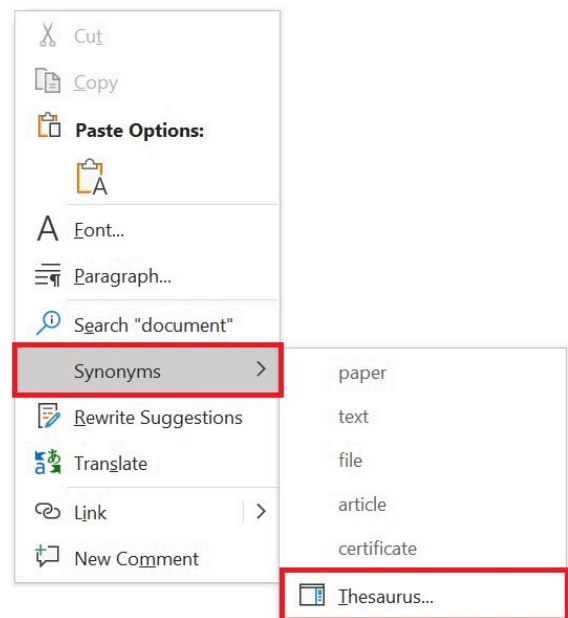 Cut
Copy
Paste Options:
A
Font...
Paragraph...
Search "document"
Synonyms
Rewrite Suggestions
Translate
Link
New Comment
paper
text
file
article
certificate
Thesaurus...